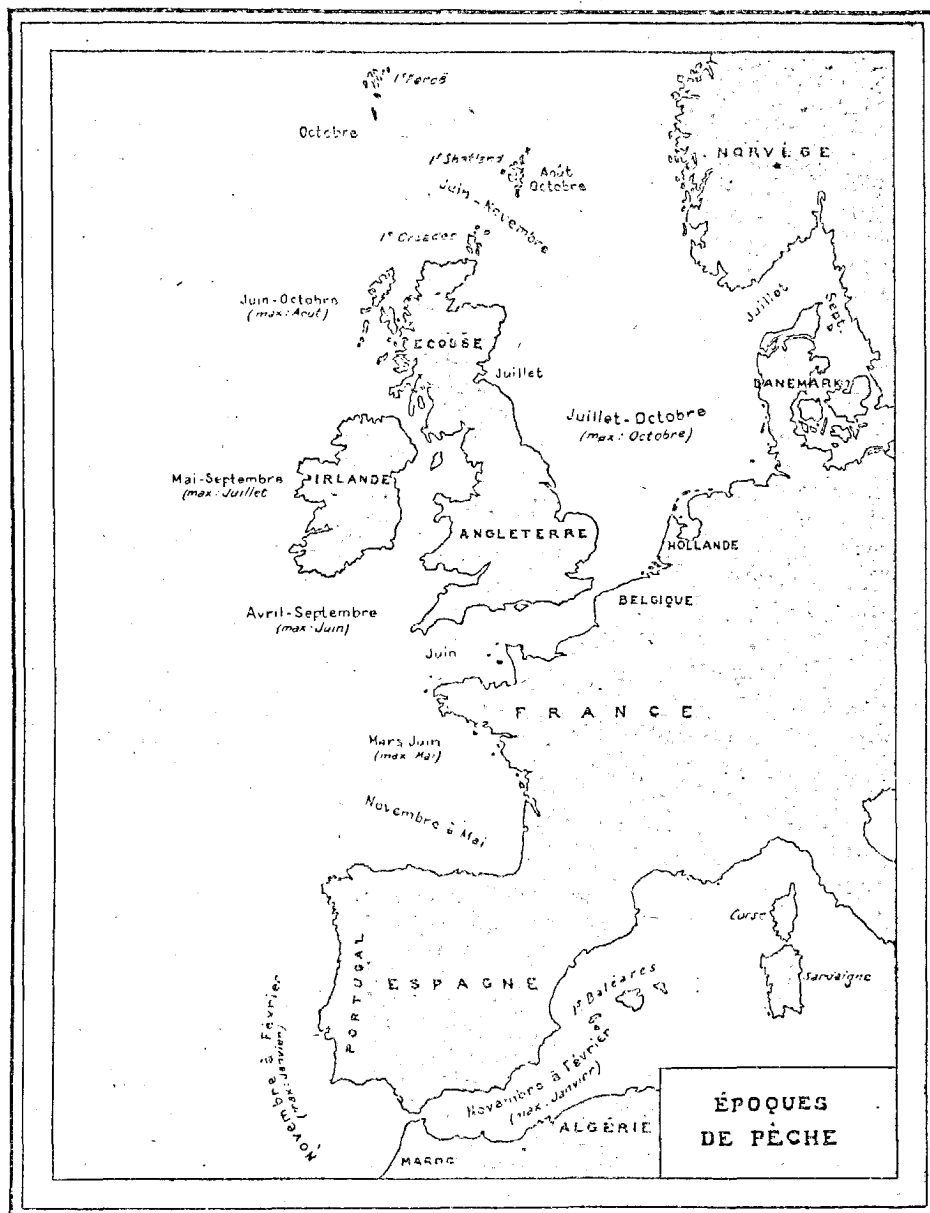 Is Feroë
Octobre
Is Shetland
Août
Octobre
NORVÈGE
Juin - Novembre
Is Orcades
Juin-Octobre
(max: Aout)
ECOSSE
Juillet
Juillet
Sept.
DANEMARK
Juillet-Octobre
(max: Octobre)
Mai-Septembre
(max: Juillet
IRLANDE
ANGLETERRE
HOLLANDE
BELGIQUE
Avril-Septembre
(max: Juin)
Juin
FRANCE
Mars Juin
(max Mai)
Novembre à Mai
Corse
Sardaigne
PORTUGAL
ESPAGNE
Is Baléares
Novembre à Février
(max: Janvier)
Novembre à Février
(max: Janvier)
ALGÉRIE
MAROC
ÉPOQUES
DE PÊCHE